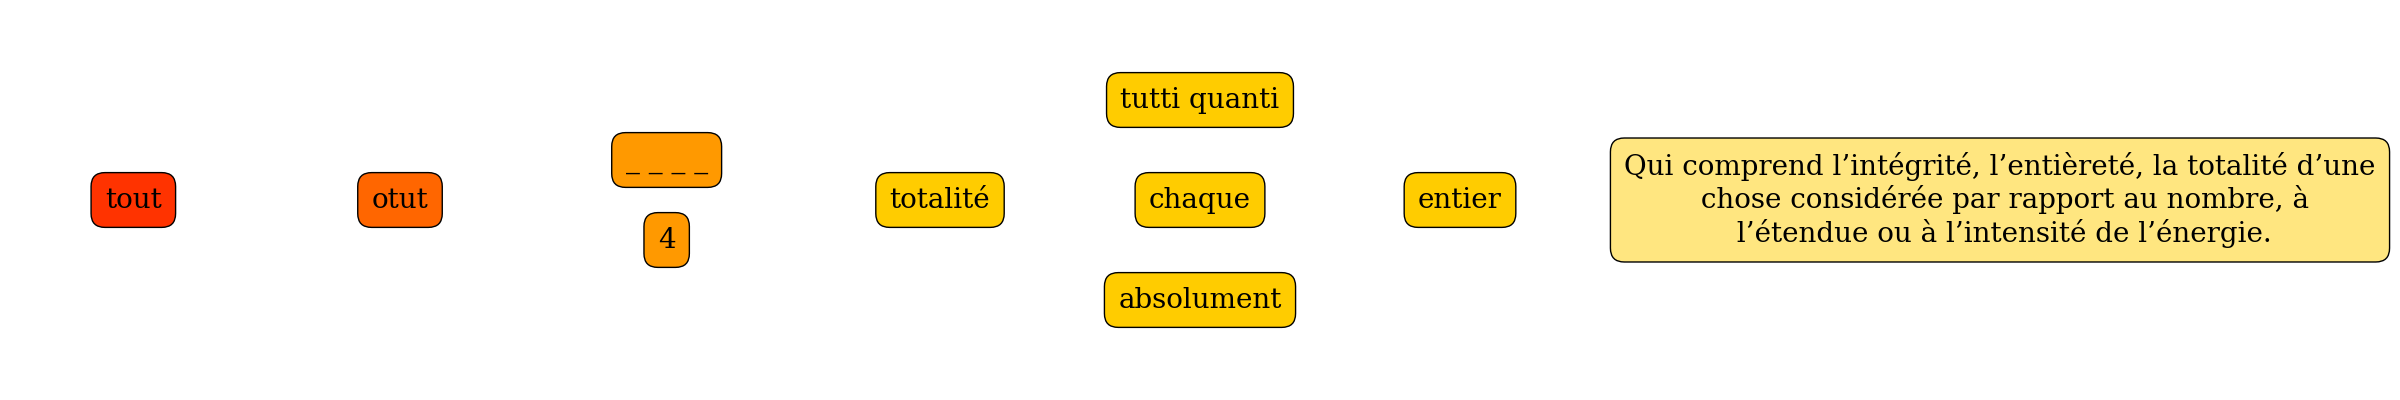 tout
otut
_ _ _ _
4
totalité
tutti quanti
chaque
absolument
entier
Qui comprend l’intégrité, l’entièreté, la totalité d’une
chose considérée par rapport au nombre, à
l’étendue ou à l’intensité de l’énergie.